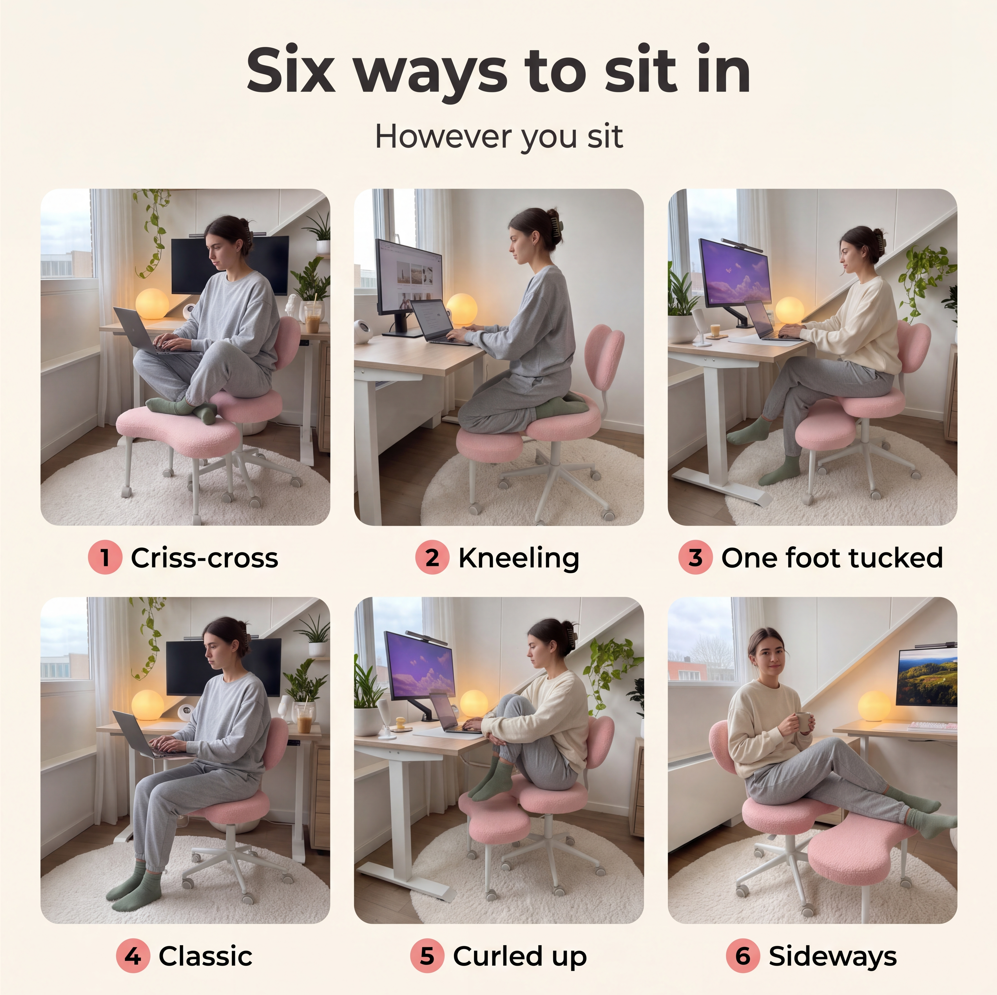 Six ways to sit in
However you sit
1 Criss-cross
2 Kneeling
3 One foot tucked
4 Classic
5 Curled up
6 Sideways